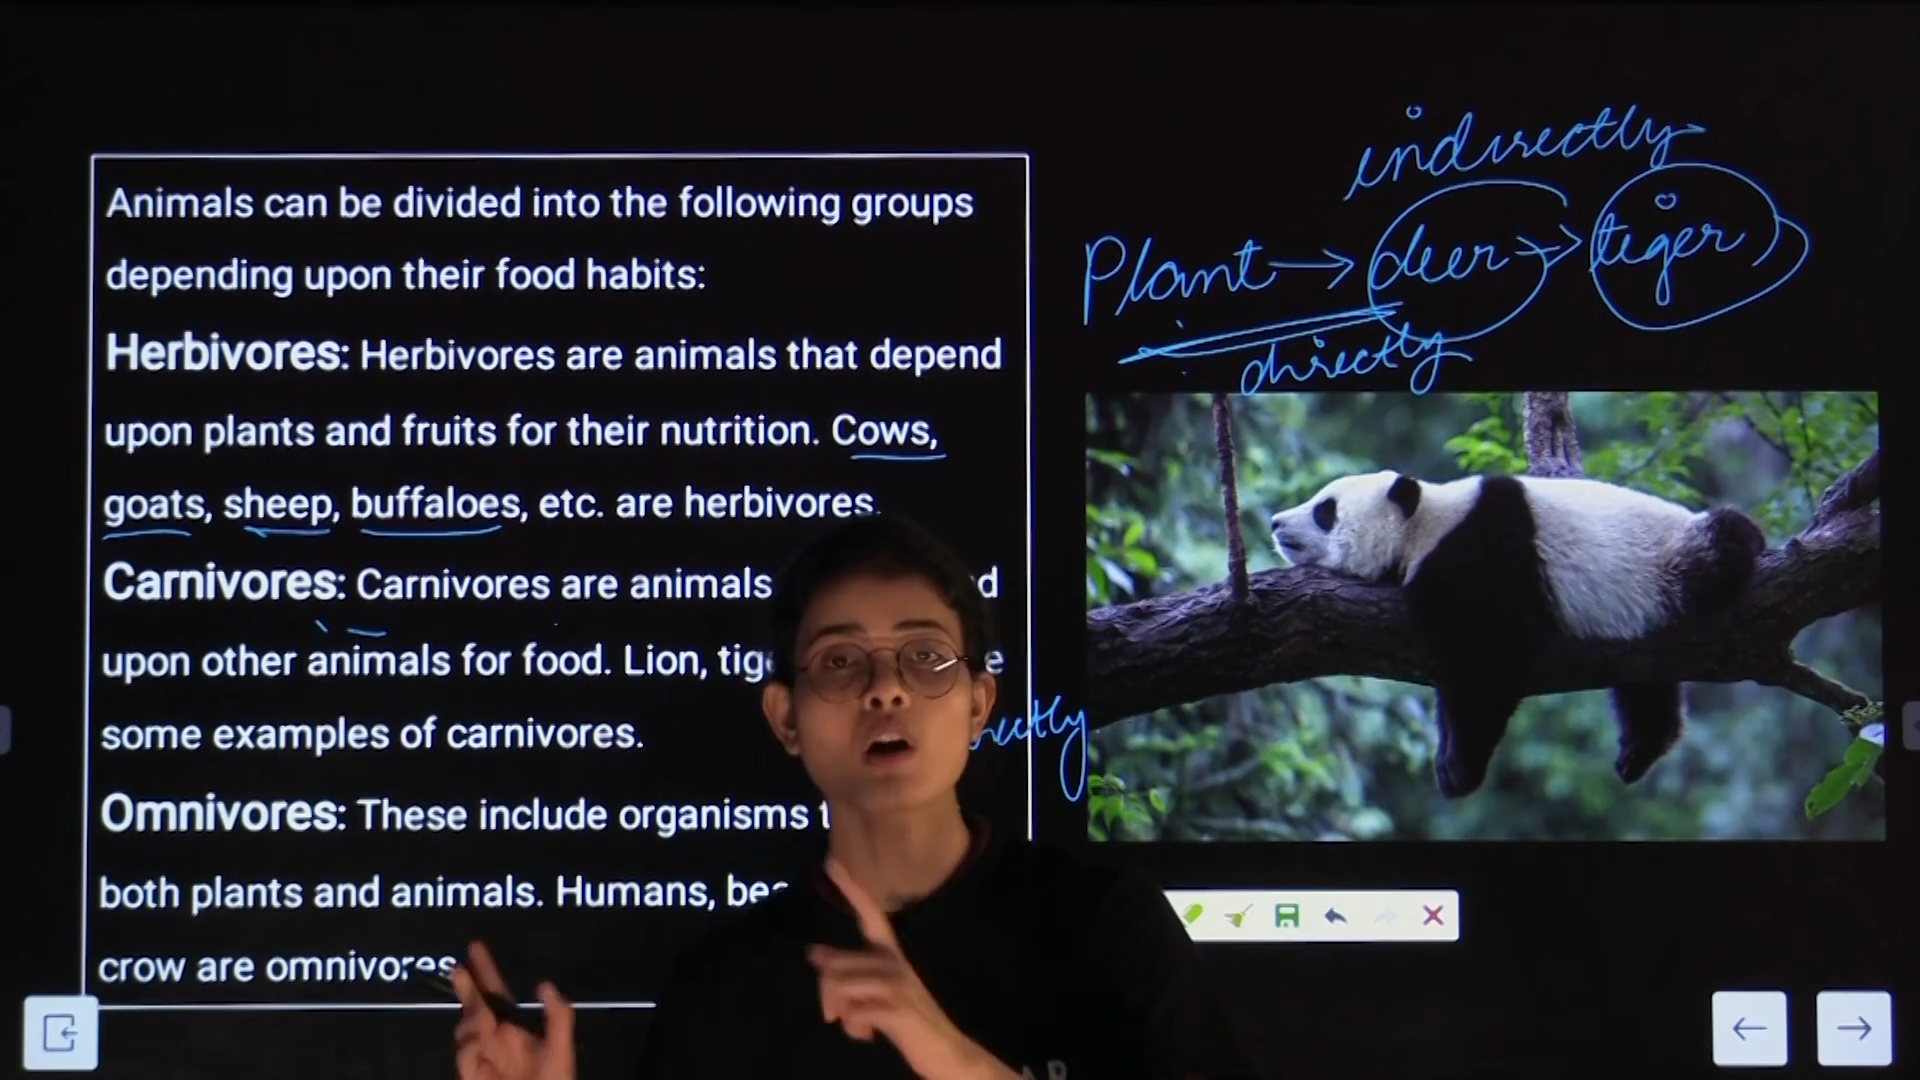 Animals can be divided into the following groups
depending upon their food habits:
Herbivores: Herbivores are animals that depend
upon plants and fruits for their nutrition. Cows,
goats, sheep, buffaloes, etc. are herbivores.
Carnivores: Carnivores are animals
upon other animals for food. Lion,
some examples of carnivores.
Omnivores: These include organisms
both plants and animals. Humans,
crow are omnivores
indirectly
Plant → deer → tiger
directly